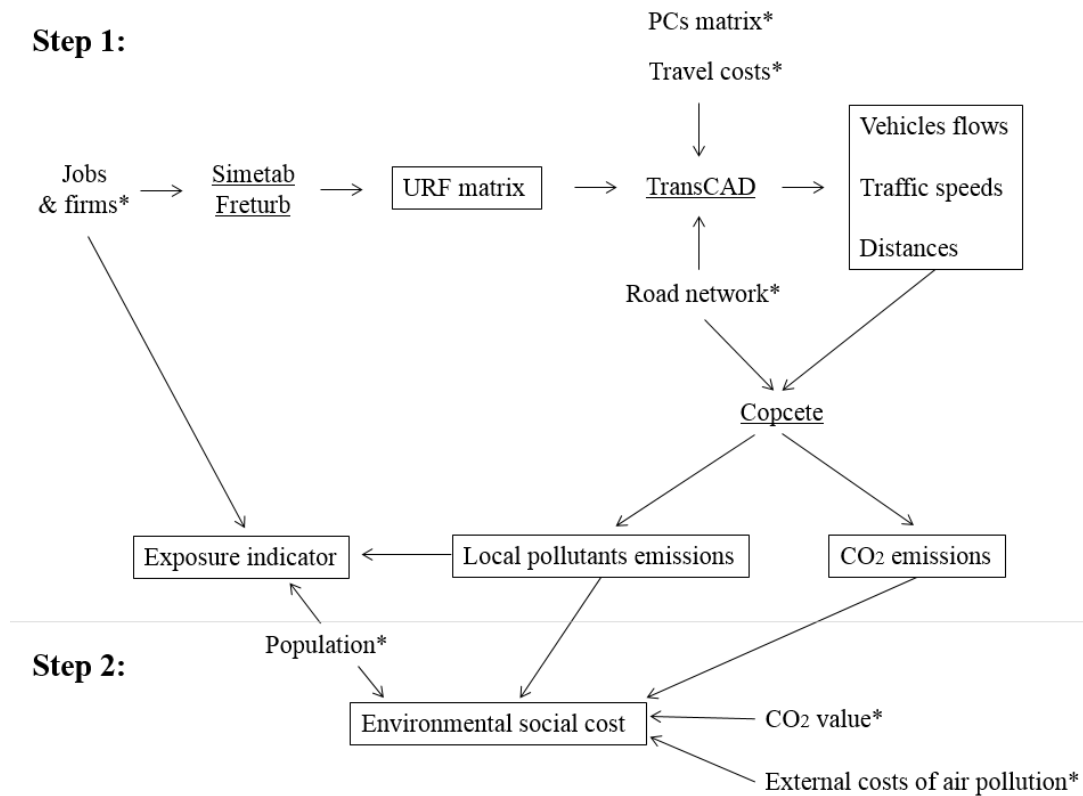 Step 1:
PCs matrix*
Travel costs*
Jobs
& firms*
Simetab
Freturb
URF matrix
TransCAD
Vehicles flows
Traffic speeds
Distances
Road network*
Copcete
Exposure indicator
Local pollutants emissions
CO2 emissions
Population*
Step 2:
Environmental social cost
CO2 value*
External costs of air pollution*